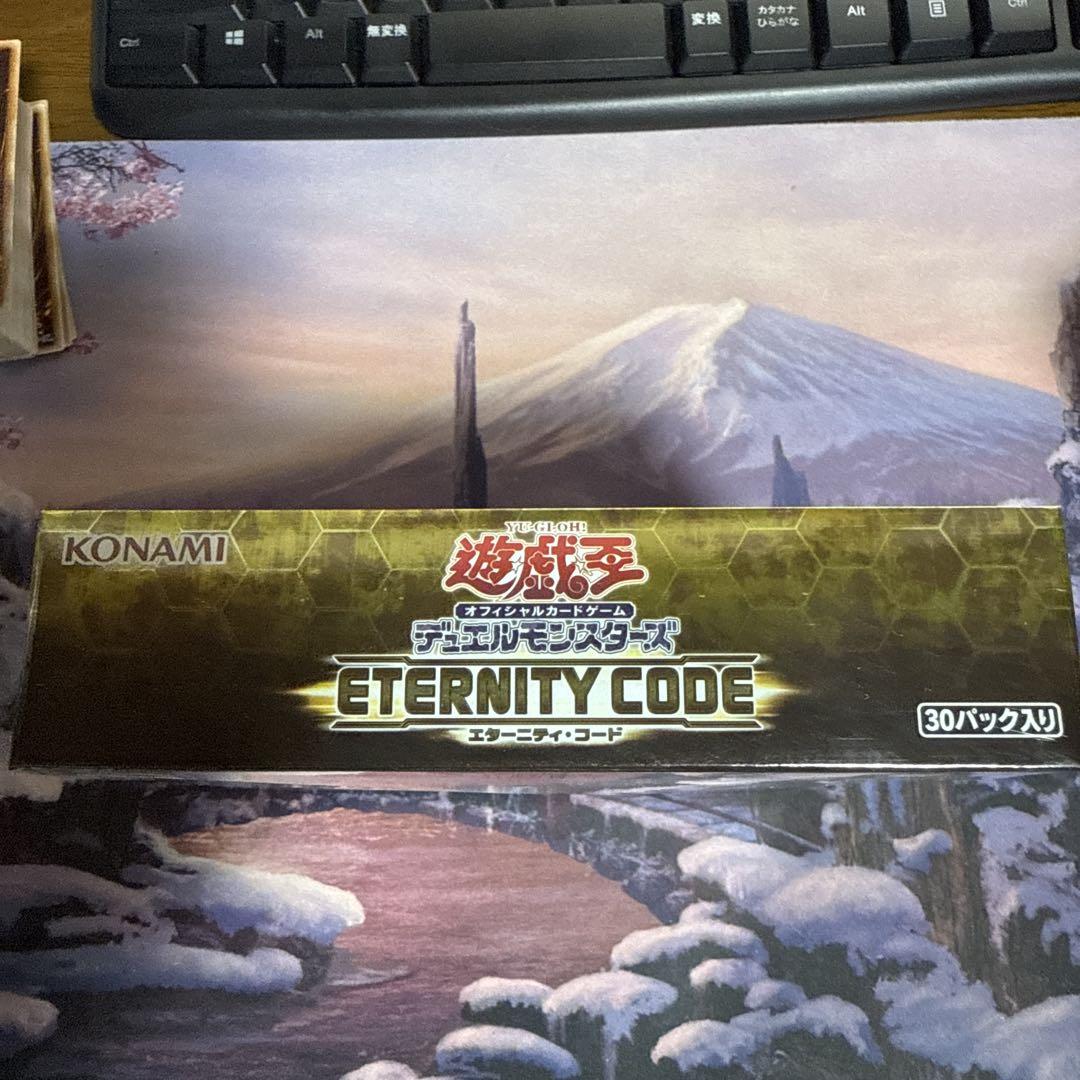 Ctrl
Alt
無変換
変換
カタカナ
ひらがな
Alt
Ctrl
KONAMI
YU-GI-OH!
遊戯王
オフィシャルカードゲーム
デュエルモンスターズ
ETERNITY CODE
エターニティ・コード
30パック入り